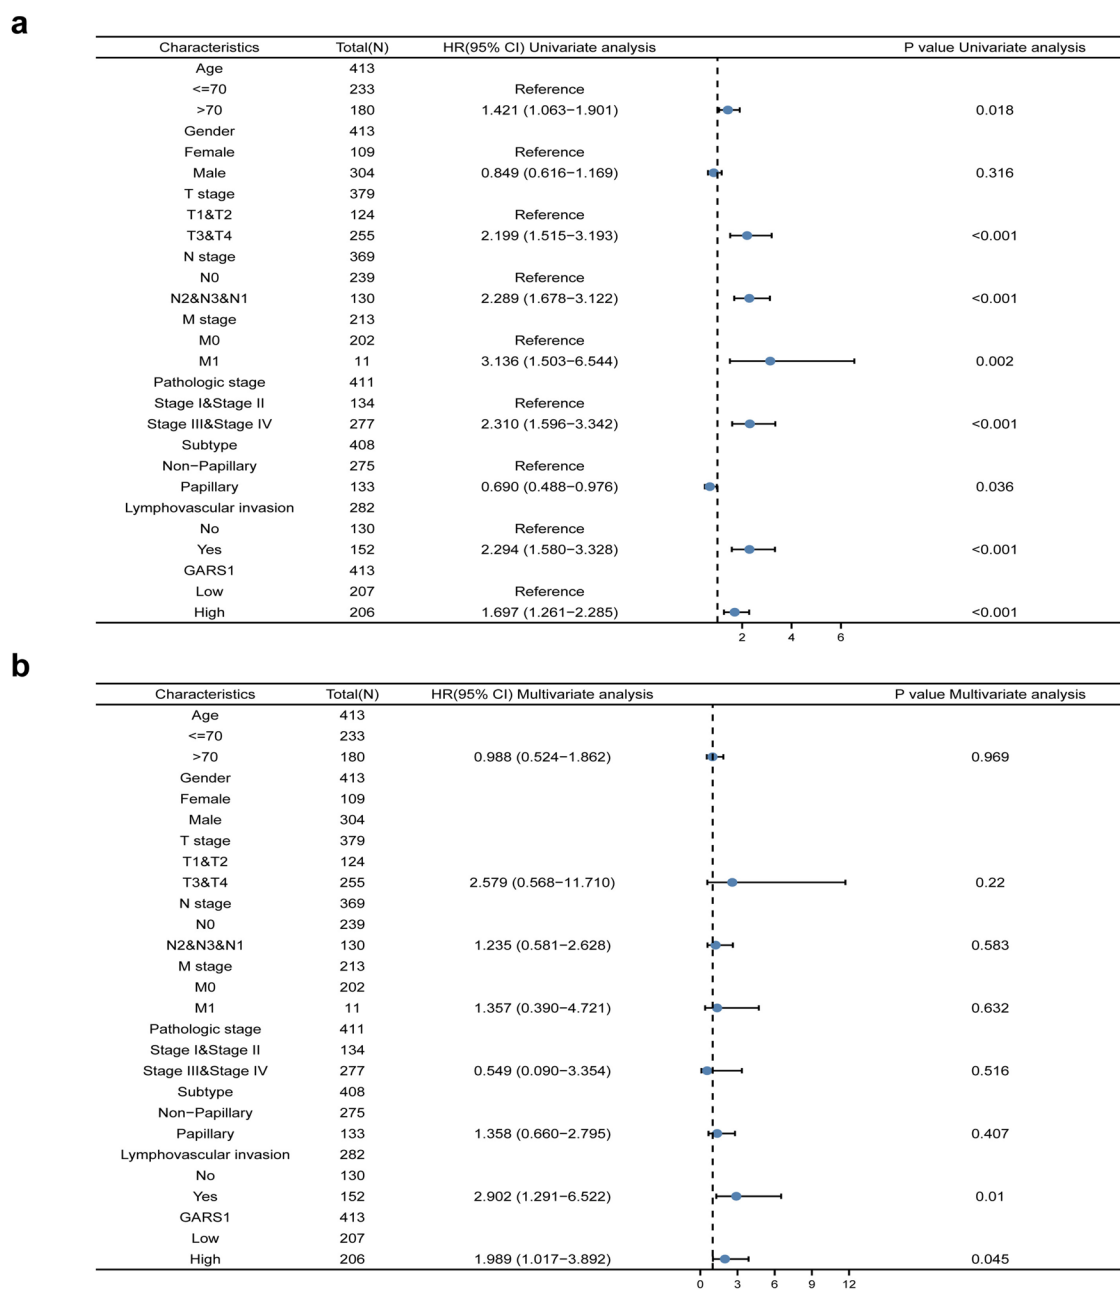 a
Characteristics Total(N) HR(95% CI) Univariate analysis P value Univariate analysis
Age 413
<=70 233 Reference
>70 180 1.421 (1.063−1.901) 0.018
Gender 413
Female 109 Reference
Male 304 0.849 (0.616−1.169) 0.316
T stage 379
T1&T2 124 Reference
T3&T4 255 2.199 (1.515−3.193) <0.001
N stage 369
N0 239 Reference
N2&N3&N1 130 2.289 (1.678−3.122) <0.001
M stage 213
M0 202 Reference
M1 11 3.136 (1.503−6.544) 0.002
Pathologic stage 411
Stage I&Stage II 134 Reference
Stage III&Stage IV 277 2.310 (1.596−3.342) <0.001
Subtype 408
Non−Papillary 275 Reference
Papillary 133 0.690 (0.488−0.976) 0.036
Lymphovascular invasion 282
No 130 Reference
Yes 152 2.294 (1.580−3.328) <0.001
GARS1 413
Low 207 Reference
High 206 1.697 (1.261−2.285) <0.001
2 4 6
b
Characteristics Total(N) HR(95% CI) Multivariate analysis P value Multivariate analysis
Age 413
<=70 233
>70 180 0.988 (0.524−1.862) 0.969
Gender 413
Female 109
Male 304
T stage 379
T1&T2 124
T3&T4 255 2.579 (0.568−11.710) 0.22
N stage 369
N0 239
N2&N3&N1 130 1.235 (0.581−2.628) 0.583
M stage 213
M0 202
M1 11 1.357 (0.390−4.721) 0.632
Pathologic stage 411
Stage I&Stage II 134
Stage III&Stage IV 277 0.549 (0.090−3.354) 0.516
Subtype 408
Non−Papillary 275
Papillary 133 1.358 (0.660−2.795) 0.407
Lymphovascular invasion 282
No 130
Yes 152 2.902 (1.291−6.522) 0.01
GARS1 413
Low 207
High 206 1.989 (1.017−3.892) 0.045
0 3 6 9 12